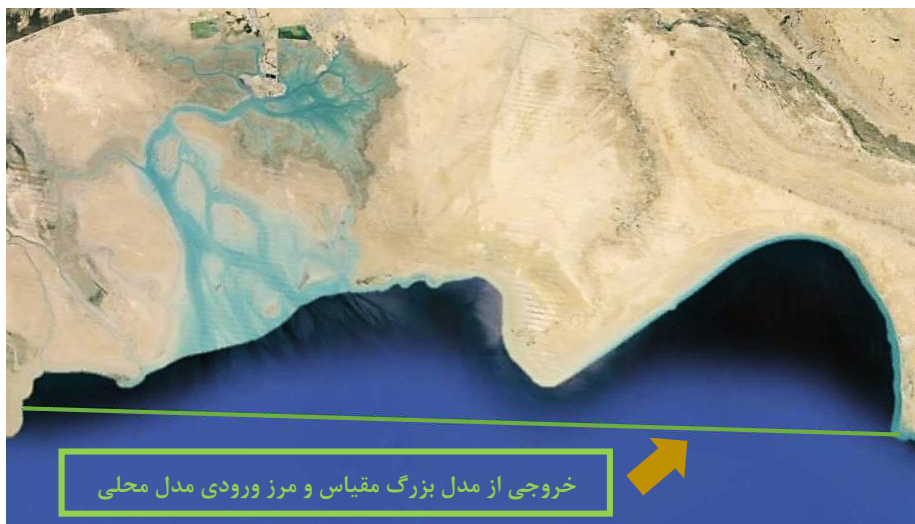 خروجی از مدل بزرگ مقیاس و مرز ورودی مدل محلی